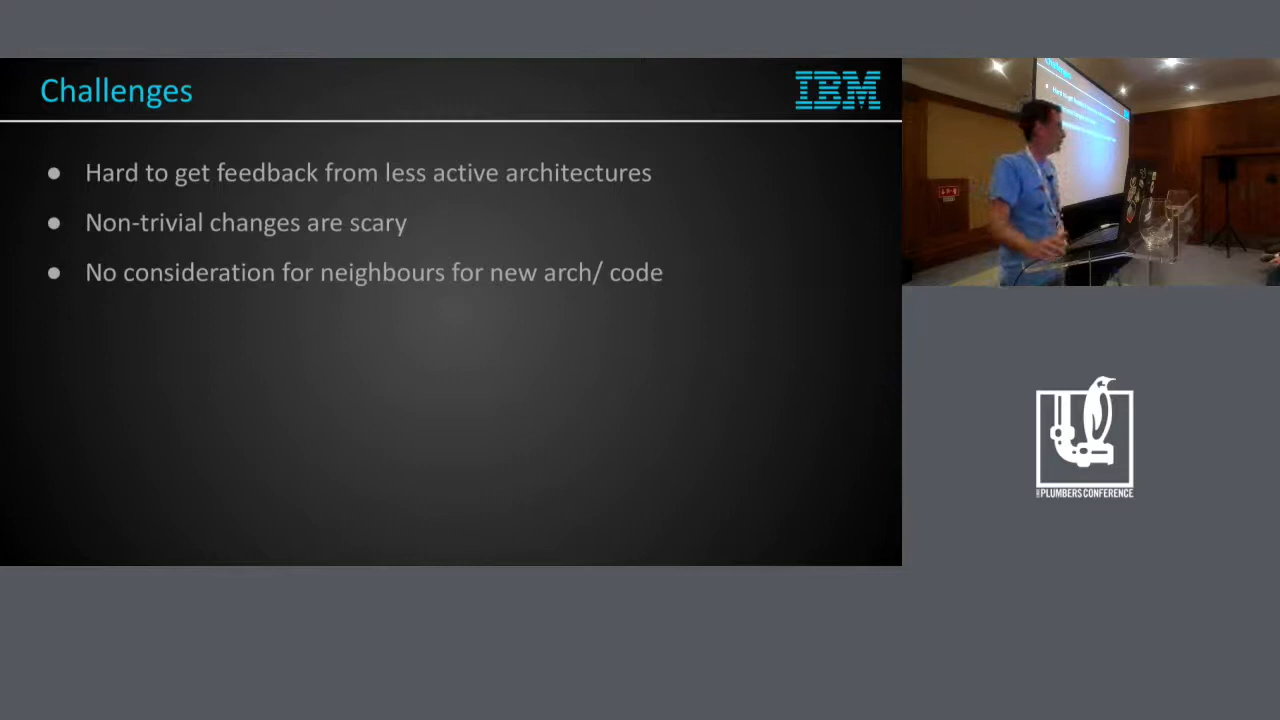 Challenges
IBM
Hard to get feedback from less active architectures
Non-trivial changes are scary
No consideration for neighbours for new arch/ code
PLUMBERS CONFERENCE